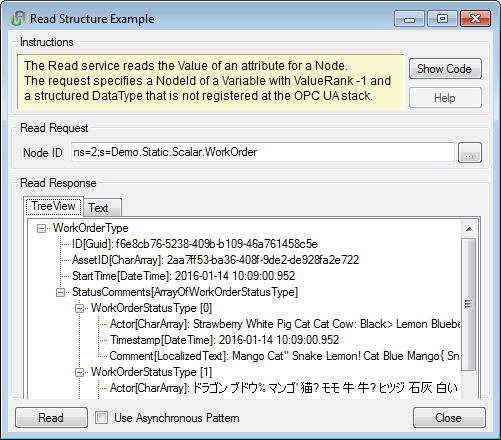 Read Structure Example
Instructions
The Read service reads the Value of an attribute for a Node.
The request specifies a NodeId of a Variable with ValueRank -1 and
a structured DataType that is not registered at the OPC UA stack.
Show Code
Help
Read Request
Node ID
ns=2;s=Demo.Static.Scalar.WorkOrder
...
Read Response
TreeView
Text
WorkOrderType
ID[Guid]: f6e8cb76-5238-409b-b109-46a761458c5e
AssetID[CharArray]: 2aa7ff53-ba36-408f-9de2-de928fa2e722
StartTime[DateTime]: 2016-01-14 10:09:00.952
StatusComments[ArrayOfWorkOrderStatusType]
WorkOrderStatusType [0]
Actor[CharArray]: Strawberry White Pig Cat Cat Cow: Black> Lemon Bluebe
Timestamp[DateTime]: 2016-01-14 10:09:00.952
Comment[LocalizedText]: Mango Cat" Snake Lemon! Cat Blue Mango{ Sn
WorkOrderStatusType [1]
Actor[CharArray]: ドラゴン ブドウ% マンゴ' 猫? モモ 牛 牛? ヒツジ 石灰 白い
Read
Use Asynchronous Pattern
Close